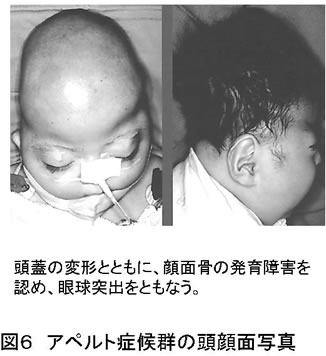 頭蓋の変形とともに、顔面骨の発育障害を
認め、眼球突出をともなう。
図6 アペルト症候群の頭顔面写真